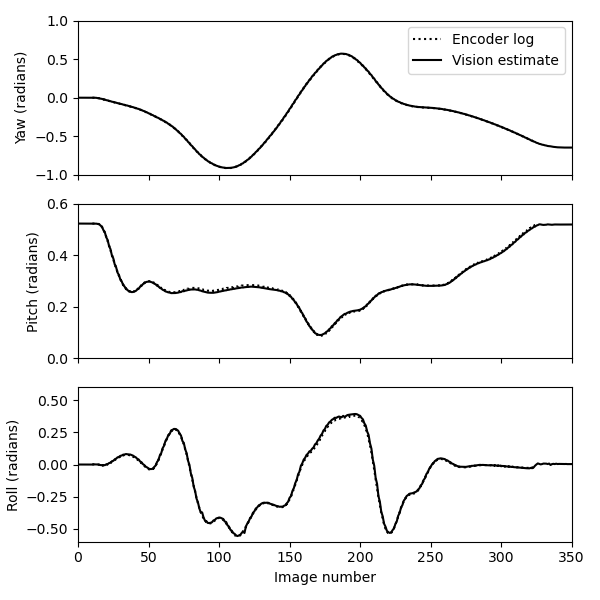 1.0
0.5
0.0
−0.5
−1.0
Yaw (radians)
Encoder log
Vision estimate
0.6
0.4
0.2
0.0
Pitch (radians)
0.50
0.25
0.00
−0.25
−0.50
Roll (radians)
0 50 100 150 200 250 300 350
Image number